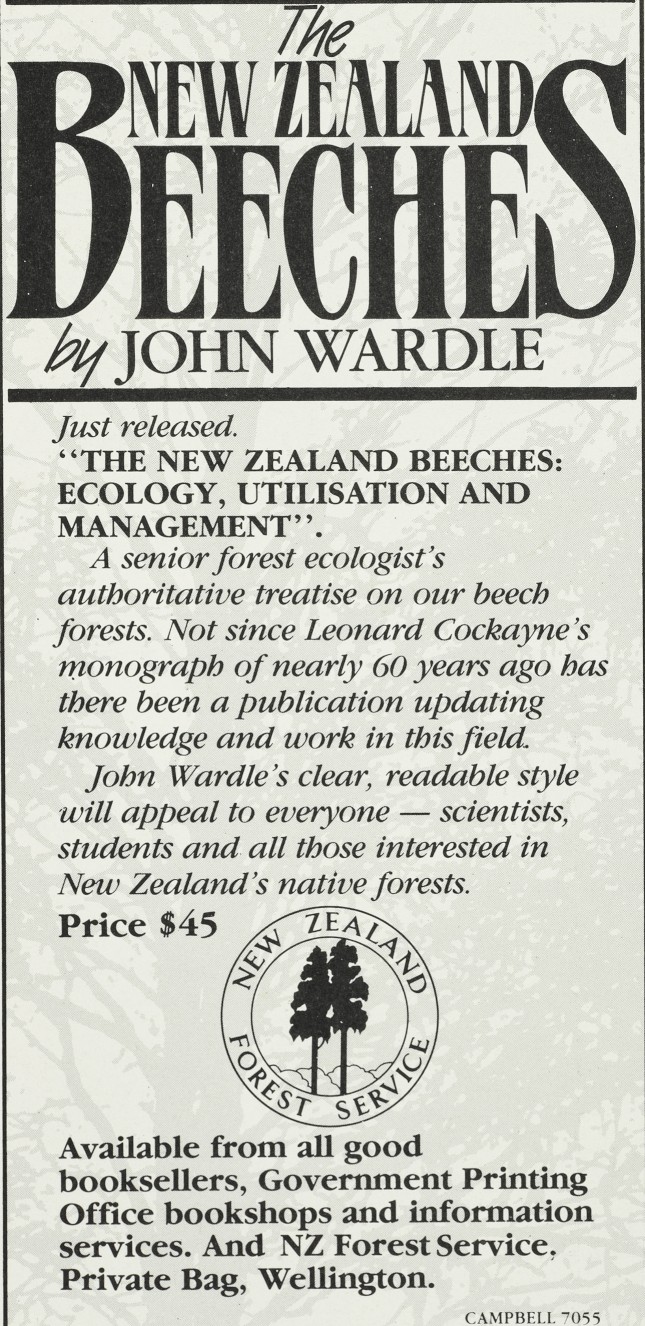 The
NEW ZEALAND
BEECHES
by JOHN WARDLE
Just released.
“THE NEW ZEALAND BEECHES:
ECOLOGY, UTILISATION AND
MANAGEMENT”.
A senior forest ecologist's
authoritative treatise on our beech
forests. Not since Leonard Cockayne's
monograph of nearly 60 years ago has
there been a publication updating
knowledge and work in this field.
John Wardle's clear, readable style
will appeal to everyone — scientists,
students and all those interested in
New Zealand's native forests.
Price $45
NEW ZEALAND
FOREST SERVICE
Available from all good
booksellers, Government Printing
Office bookshops and information
services. And NZ Forest Service,
Private Bag, Wellington.
CAMPBELL 7055